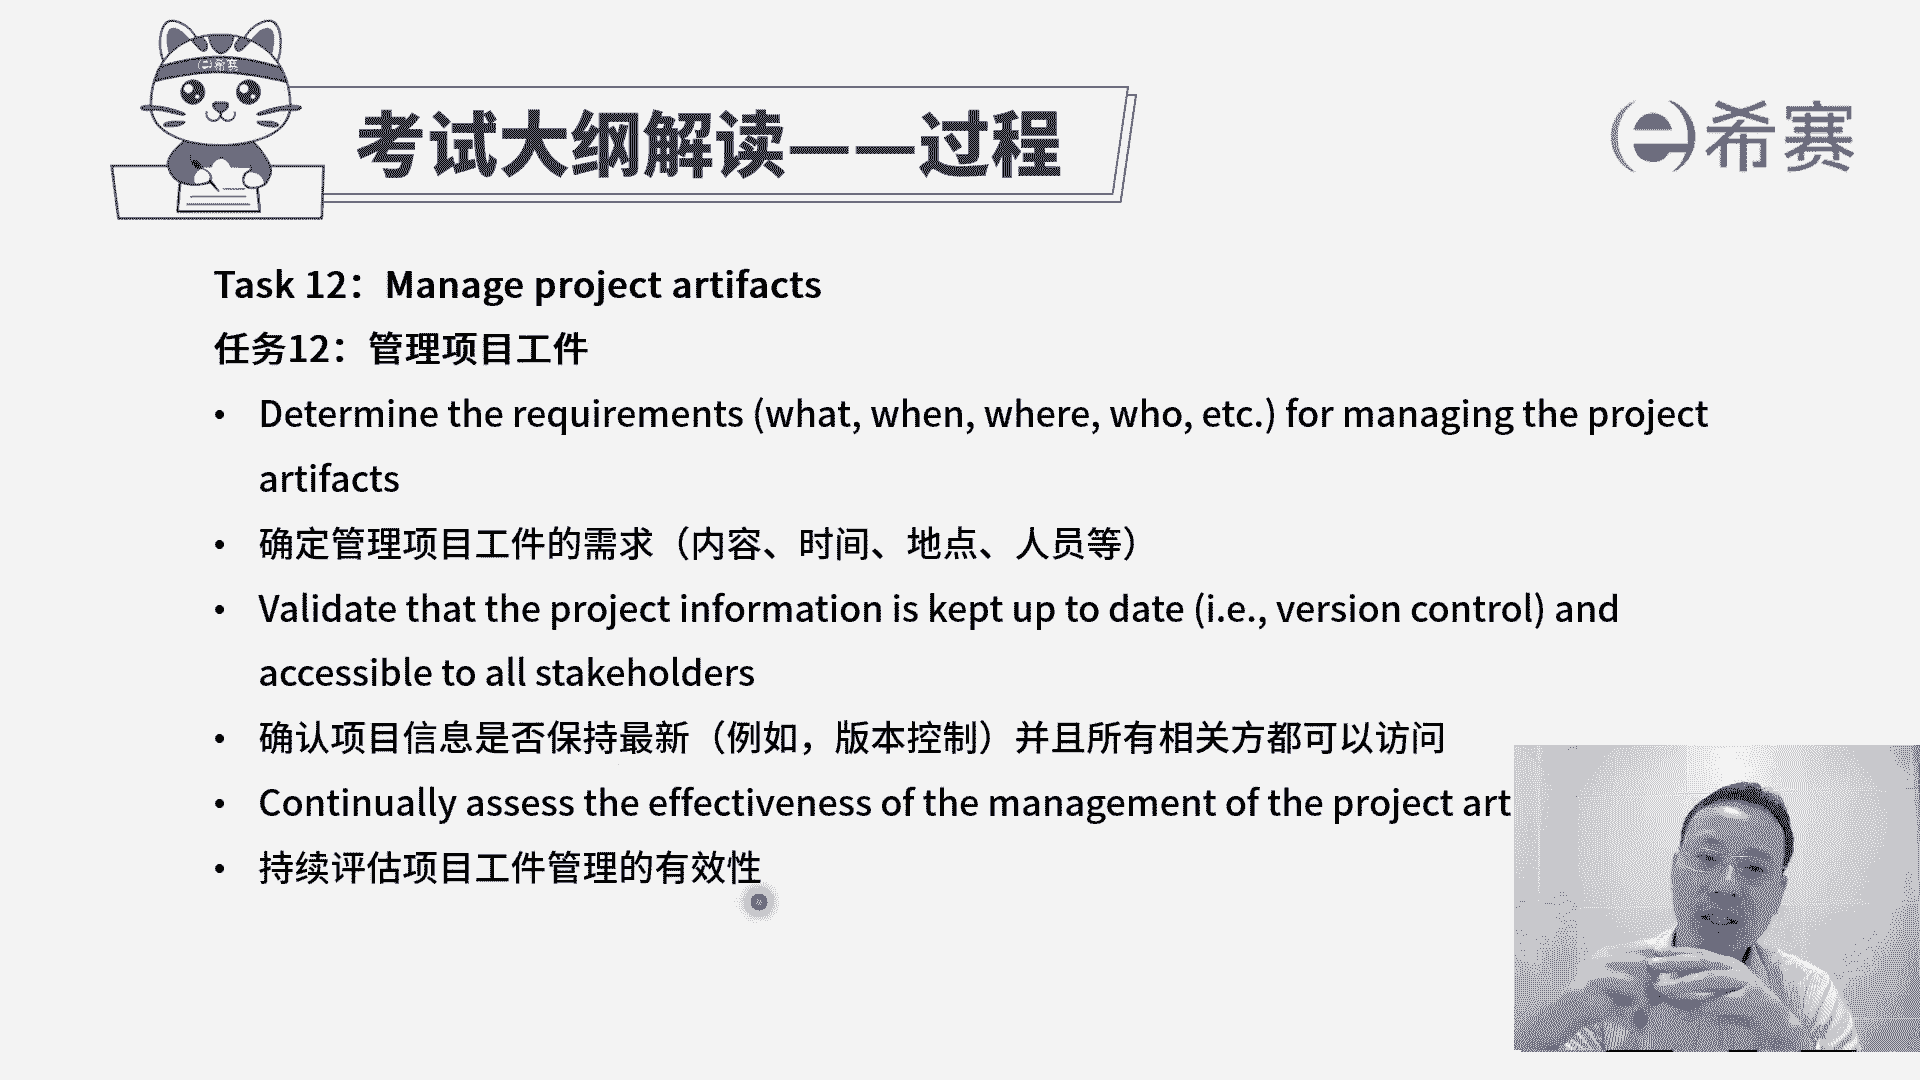 希赛
考试大纲解读——过程
e希赛
Task 12：Manage project artifacts
任务12：管理项目工件
• Determine the requirements (what, when, where, who, etc.) for managing the project
artifacts
• 确定管理项目工件的需求（内容、时间、地点、人员等）
• Validate that the project information is kept up to date (i.e., version control) and
accessible to all stakeholders
• 确认项目信息是否保持最新（例如，版本控制）并且所有相关方都可以访问
• Continually assess the effectiveness of the management of the project art
• 持续评估项目工件管理的有效性